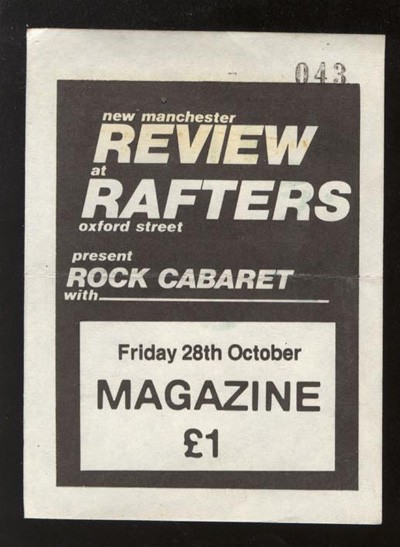 043
new manchester
REVIEW
at
RAFTERS
oxford street
present
ROCK CABARET
with
Friday 28th October
MAGAZINE
£1